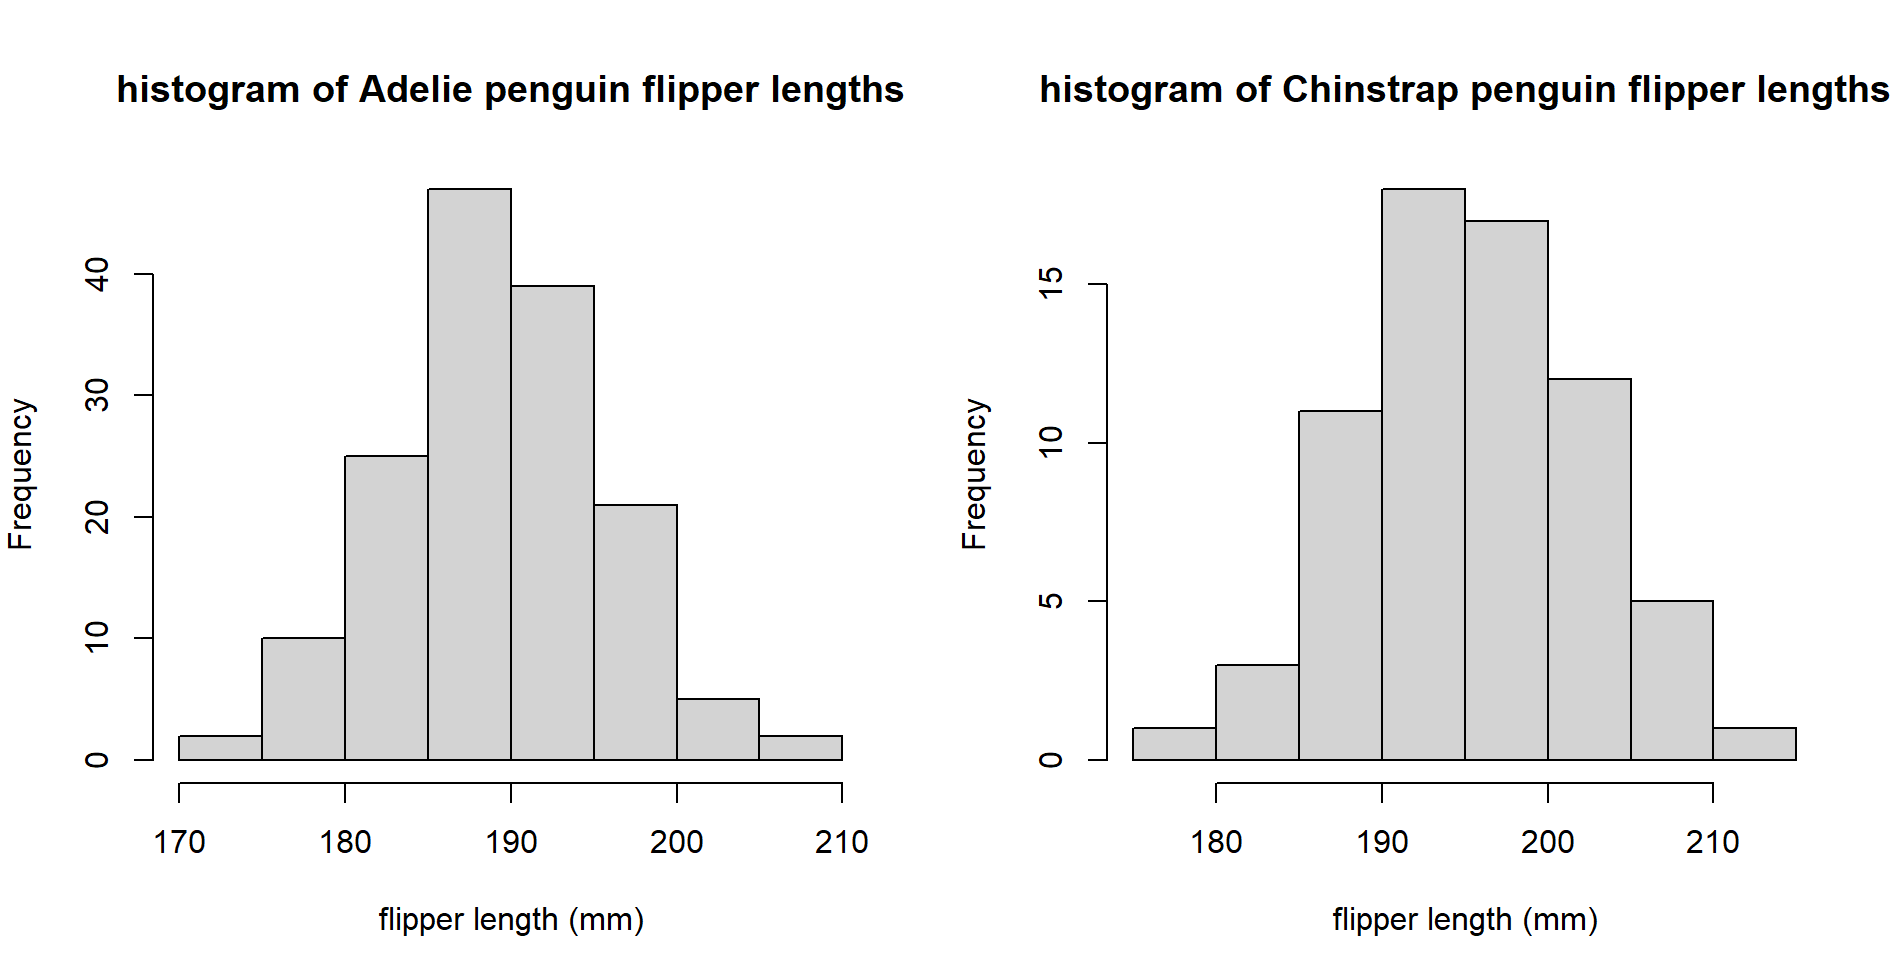 histogram of Adelie penguin flipper lengths
Frequency
0 10 20 30 40
170 180 190 200 210
flipper length (mm)
histogram of Chinstrap penguin flipper lengths
Frequency
0 5 10 15
180 190 200 210
flipper length (mm)